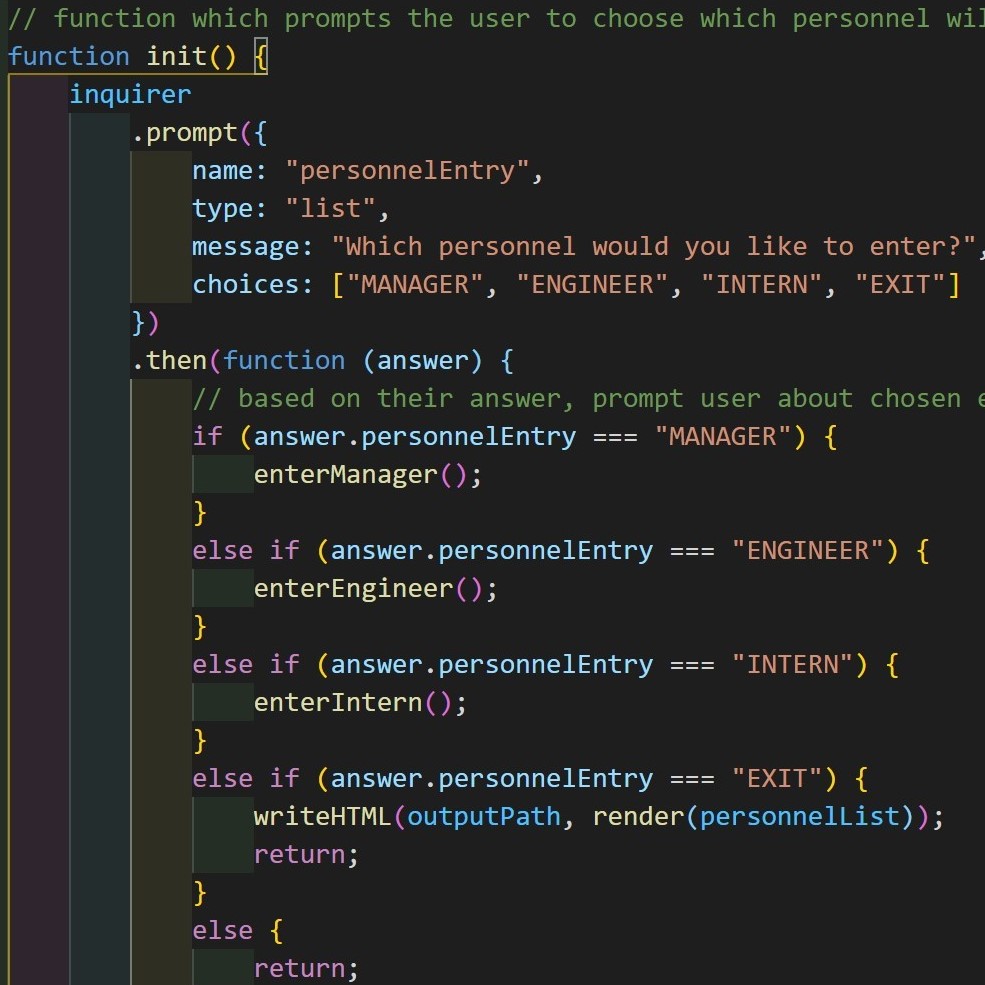 // function which prompts the user to choose which personnel
function init() {
inquirer
.prompt({
name: "personnelEntry",
type: "list",
message: "Which personnel would you like to enter?",
choices: ["MANAGER", "ENGINEER", "INTERN", "EXIT"]
})
.then(function (answer) {
// based on their answer, prompt user about chosen
if (answer.personnelEntry === "MANAGER") {
enterManager();
}
else if (answer.personnelEntry === "ENGINEER") {
enterEngineer();
}
else if (answer.personnelEntry === "INTERN") {
enterIntern();
}
else if (answer.personnelEntry === "EXIT") {
writeHTML(outputPath, render(personnelList));
return;
}
else {
return;